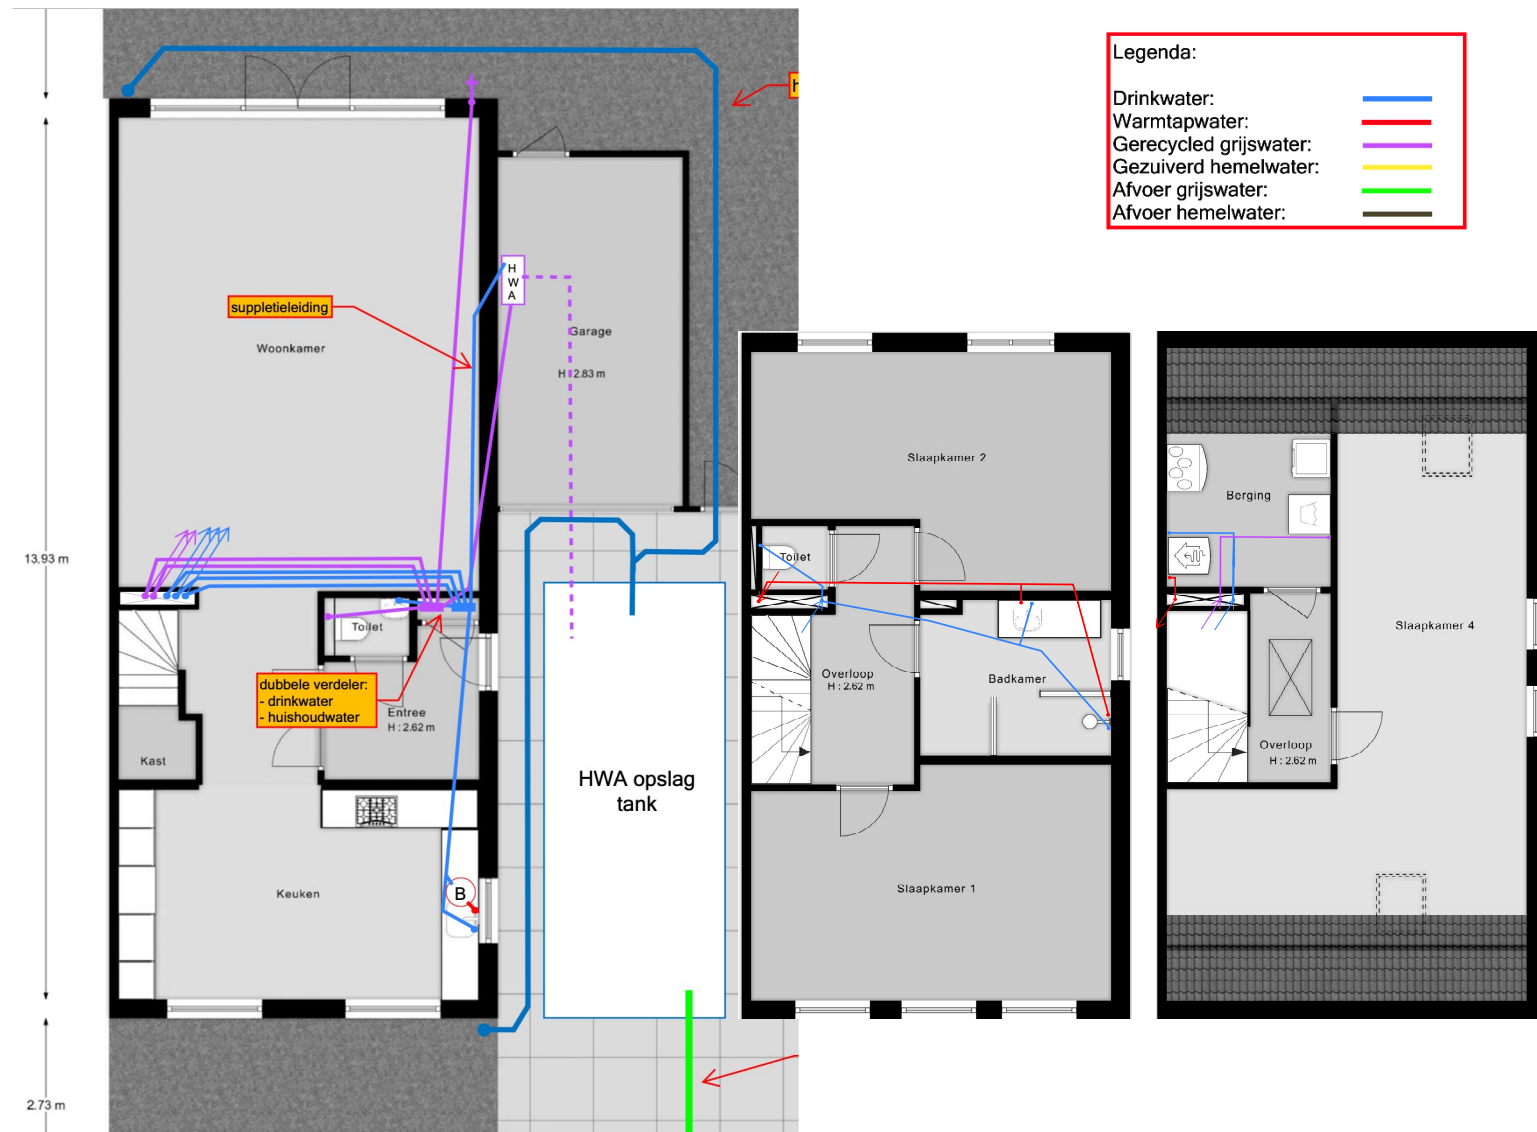 Legenda:
Drinkwater:
Warmtapwater:
Gerecycled grijswater:
Gezuiverd hemelwater:
Afvoer grijswater:
Afvoer hemelwater:
h
H
W
A
suppletieleiding
Woonkamer
Garage
H : 2.83 m
13.93 m
Toilet
dubbele verdeler:
- drinkwater
- huishoudwater
Entree
H : 2.62 m
Kast
HWA opslag
tank
Keuken
B
2.73 m
Slaapkamer 2
Toilet
Overloop
H : 2.62 m
Badkamer
Slaapkamer 1
Berging
Slaapkamer 4
Overloop
H : 2.62 m